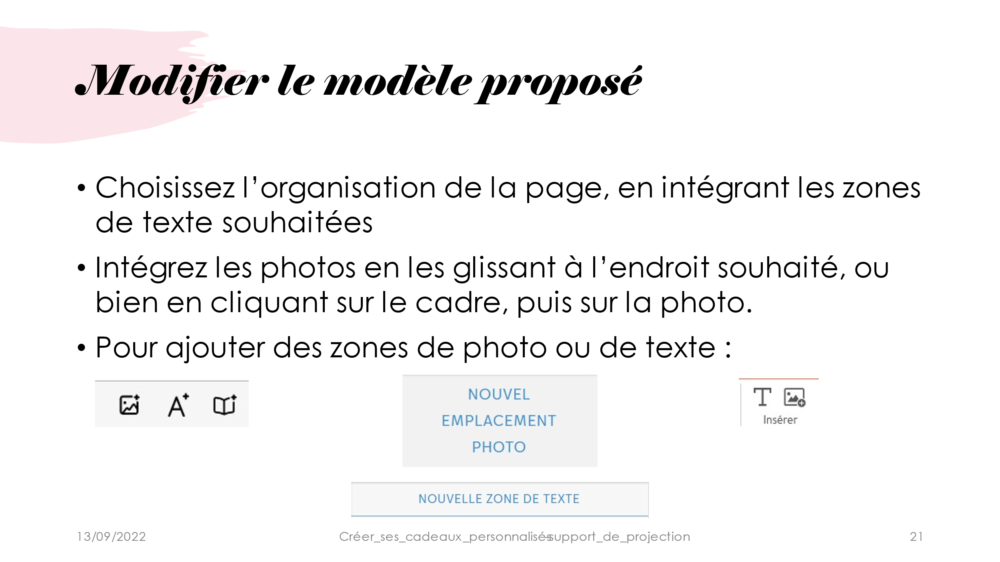 Modifier le modèle proposé
• Choisissez l’organisation de la page, en intégrant les zones
de texte souhaitées
• Intégrez les photos en les glissant à l’endroit souhaité, ou
bien en cliquant sur le cadre, puis sur la photo.
• Pour ajouter des zones de photo ou de texte :
NOUVEL
EMPLACEMENT
PHOTO
Insérer
NOUVELLE ZONE DE TEXTE
13/09/2022
Créer_ses_cadeaux_personnalisés-support_de_projection
21